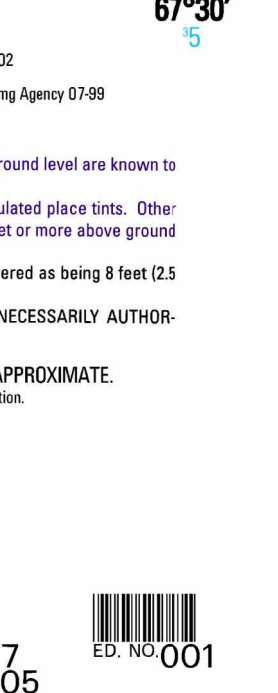 67°30′
³5
02
ng Agency 07-99
round level are known to
ulated place tints. Other
et or more above ground
ered as being 8 feet (2.5
NECESSARILY AUTHOR-
APPROXIMATE.
tion.
ED. NO. 001
7
05